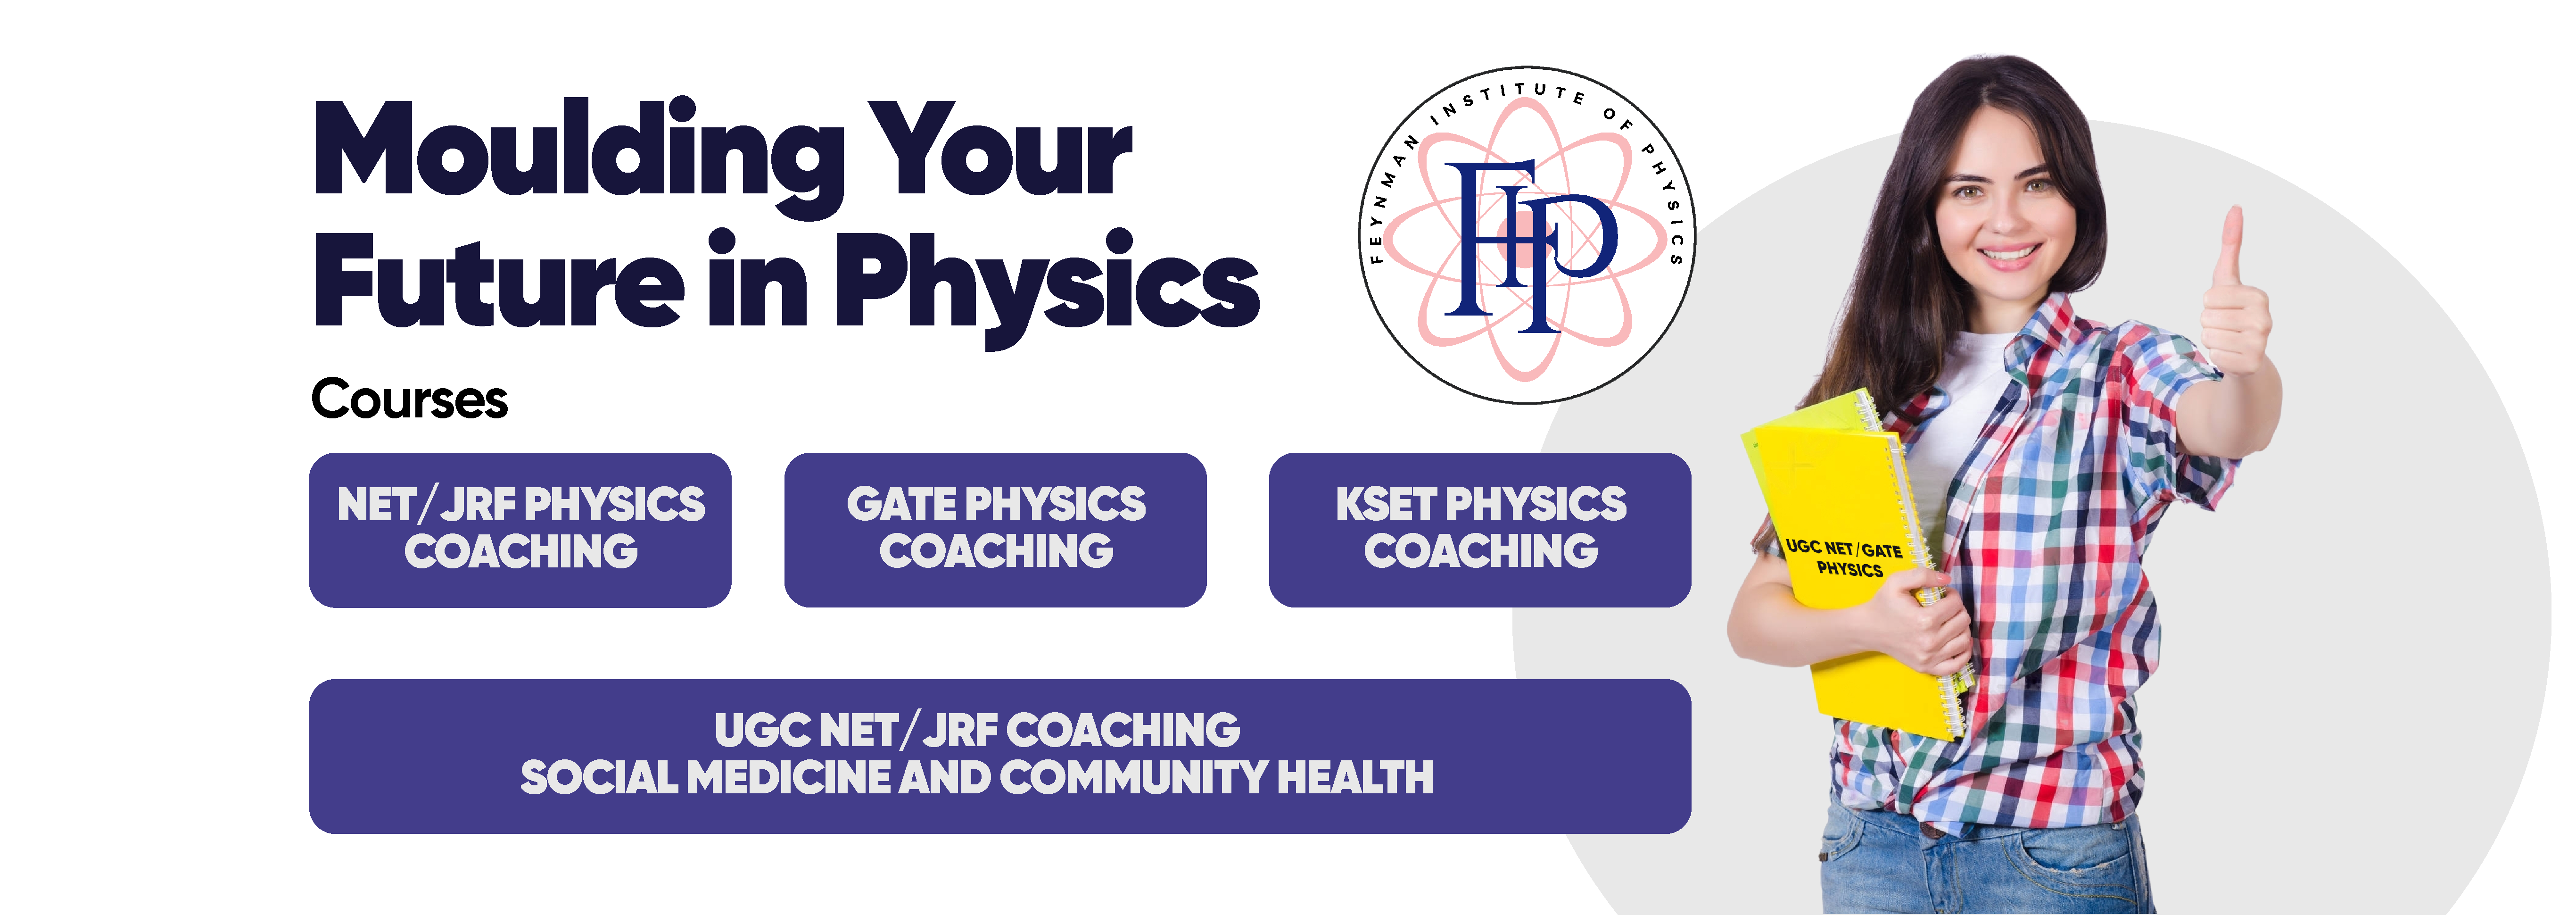 Moulding Your
Future in Physics
FEYNMAN INSTITUTE OF PHYSICS
FIP
Courses
NET/JRF PHYSICS
COACHING
GATE PHYSICS
COACHING
KSET PHYSICS
COACHING
UGC NET/GATE
PHYSICS
UGC NET/JRF COACHING
SOCIAL MEDICINE AND COMMUNITY HEALTH